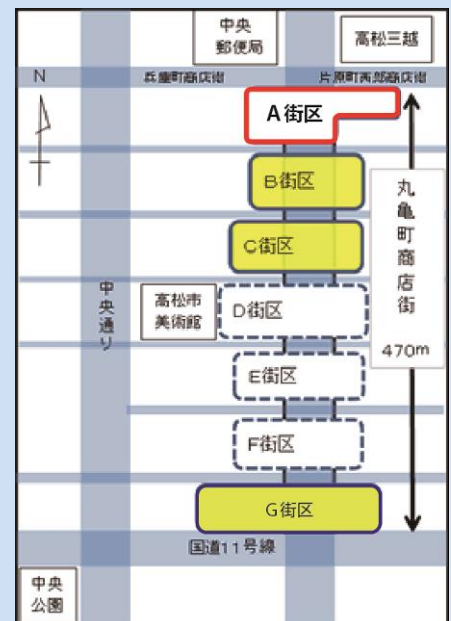 中央
郵便局
高松三越
N
兵庫町商店街
片原町西部商店街
A街区
B街区
丸亀町商店街
C街区
中央通り
高松市
美術館
D街区
470m
E街区
F街区
G街区
国道11号線
中央
公園